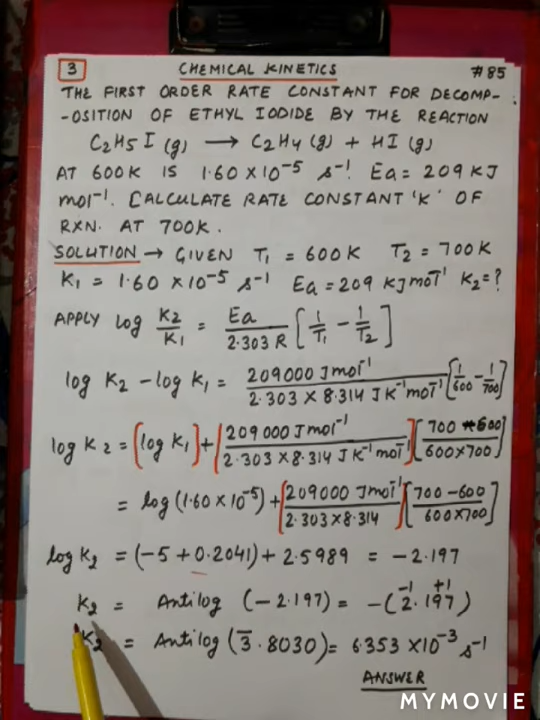 3 CHEMICAL KINETICS #85
THE FIRST ORDER RATE CONSTANT FOR DECOMP-
-OSITION OF ETHYL IODIDE BY THE REACTION
C₂H₅I (g) → C₂H₄ (g) + HI (g)
AT 600K IS 1.60 × 10⁻⁵ s⁻¹. Ea = 209 KJ
mol⁻¹. CALCULATE RATE CONSTANT 'K' OF
RXN. AT 700K.
SOLUTION → GIVEN T₁ = 600K T₂ = 700K
K₁ = 1.60 × 10⁻⁵ s⁻¹ Ea = 209 KJ mol⁻¹ K₂ = ?
APPLY log K₂/K₁ = Ea/2.303 R [1/T₁ - 1/T₂]
log K₂ - log K₁ = 209000 J mol⁻¹/2.303 × 8.314 J K⁻¹ mol⁻¹ [1/600 - 1/700]
log K₂ = (log K₁) + [209000 J mol⁻¹/2.303 × 8.314 J K⁻¹ mol⁻¹] [700 - 600/600 × 700]
= log (1.60 × 10⁻⁵) + [209000 J mol⁻¹/2.303 × 8.314] [700 - 600/600 × 700]
log K₂ = (-5 + 0.2041) + 2.5989 = -2.197
K₂ = Antilog (-2.197) = -(2.197) -1 +1
K₂ = Antilog (3̅.8030) = 6.353 × 10⁻³ s⁻¹
ANSWER
MYMOVIE